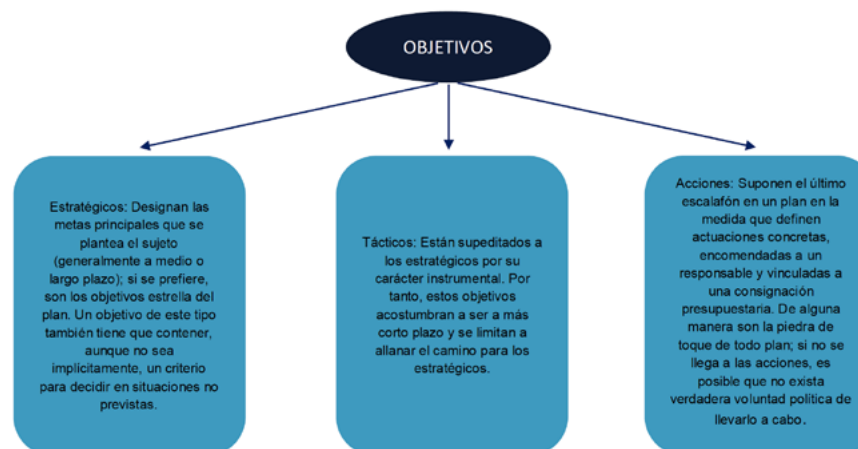 OBJETIVOS
Estratégicos: Designan las
metas principales que se
plantea el sujeto
(generalmente a medio o
largo plazo); si se prefiere,
son los objetivos estrella del
plan. Un objetivo de este tipo
también tiene que contener,
aunque no sea
implícitamente, un criterio
para decidir en situaciones no
previstas.
Tácticos: Están supeditados a
los estratégicos por su
carácter instrumental. Por
tanto, estos objetivos
acostumbran a ser a más
corto plazo y se limitan a
allanar el camino para los
estratégicos.
Acciones: Suponen el último
escalafón en un plan en la
medida que definen
actuaciones concretas,
encomendadas a un
responsable y vinculadas a
una consignación
presupuestaria. De alguna
manera son la piedra de
toque de todo plan; si no se
llega a las acciones, es
posible que no exista
verdadera voluntad política de
llevarlo a cabo.